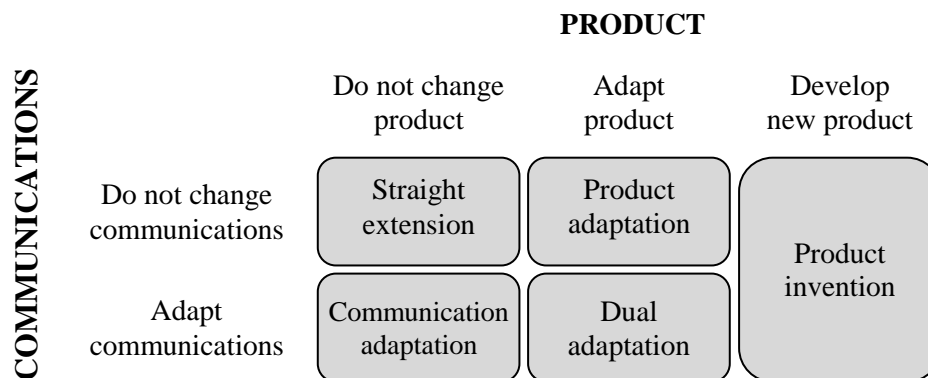 PRODUCT
COMMUNICATIONS
Do not change
product
Adapt
product
Develop
new product
Do not change
communications
Straight
extension
Product
adaptation
Product
invention
Adapt
communications
Communication
adaptation
Dual
adaptation